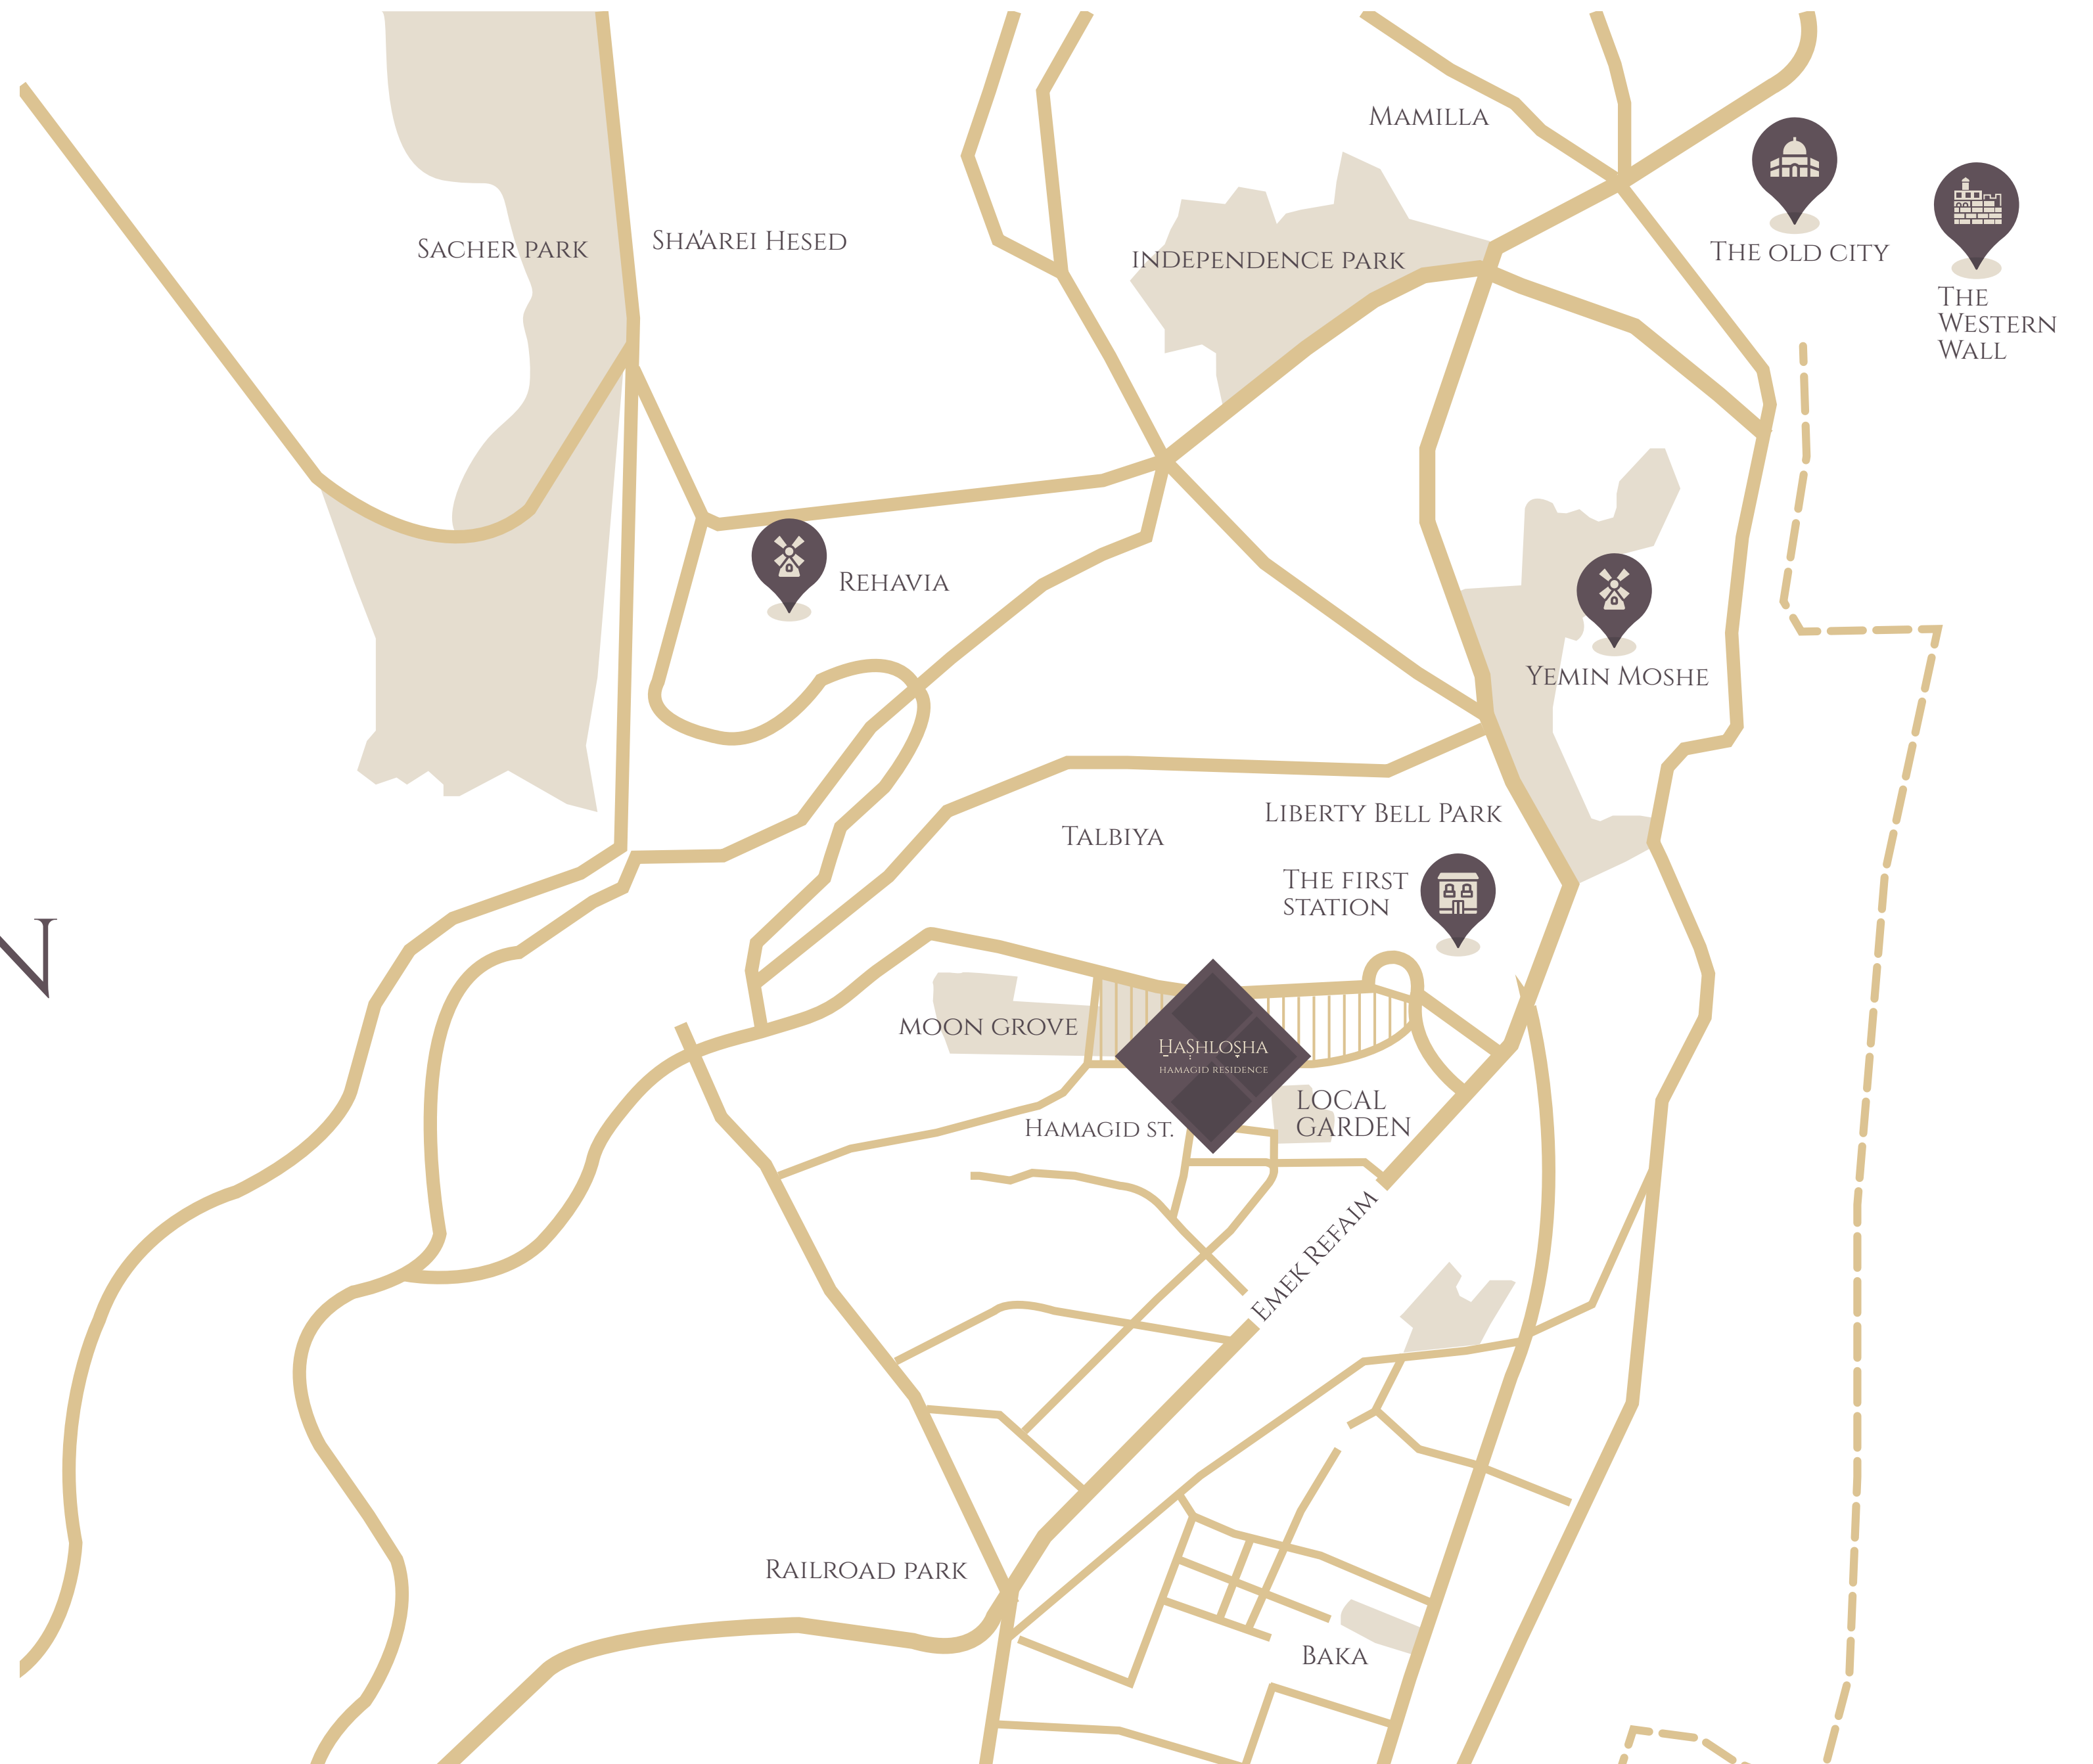 Mamilla
Sacher park
Sha'arei Hesed
Independence park
The old city
The
Western
Wall
Rehavia
Yemin Moshe
Liberty Bell Park
Talbiya
The first
station
N
Moon grove
HaShlosha
HAMAGID RESIDENCE
Local
Garden
Hamagid st.
Emek Refaim
Railroad park
Baka